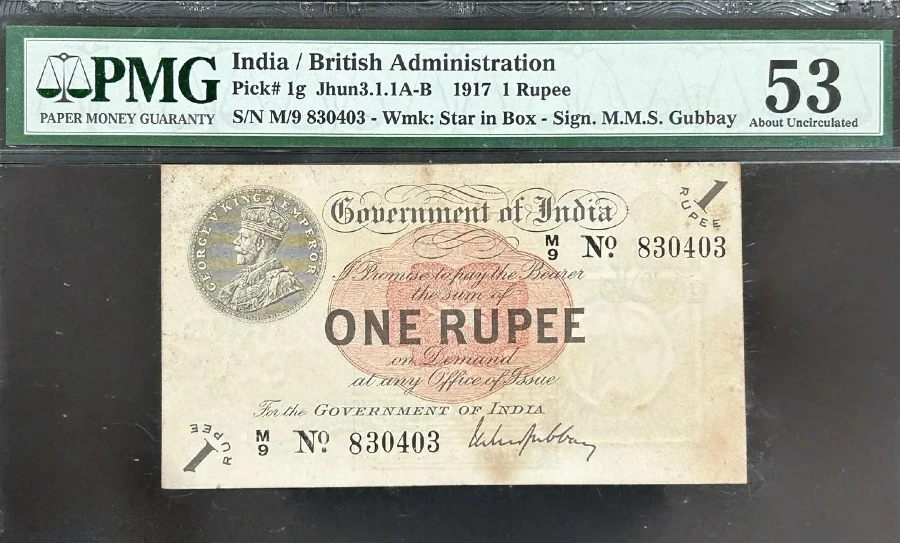 PMG
PAPER MONEY GUARANTY
India / British Administration
Pick# 1g Jhun3.1.1A-B 1917 1 Rupee
S/N M/9 830403 - Wmk: Star in Box - Sign. M.M.S. Gubbay
53
About Uncirculated
GEORGE V KING EMPEROR
Government of India
1
RUPEE
M/9 No. 830403
I Promise to pay the Bearer
the sum of
ONE RUPEE
on Demand
at any Office of Issue
For the GOVERNMENT OF INDIA
1
RUPEE
M/9 No. 830403